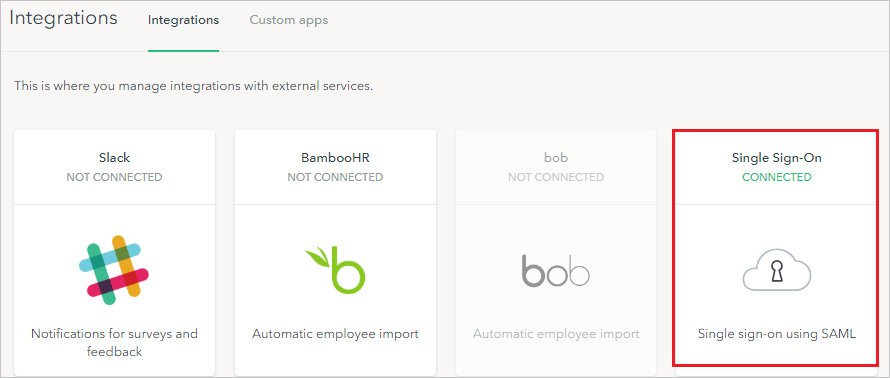 Integrations Integrations Custom apps
This is where you manage integrations with external services.
Slack
NOT CONNECTED
Notifications for surveys and
feedback
BambooHR
NOT CONNECTED
b
Automatic employee import
bob
NOT CONNECTED
bob
Automatic employee import
Single Sign-On
CONNECTED
Single sign-on using SAML